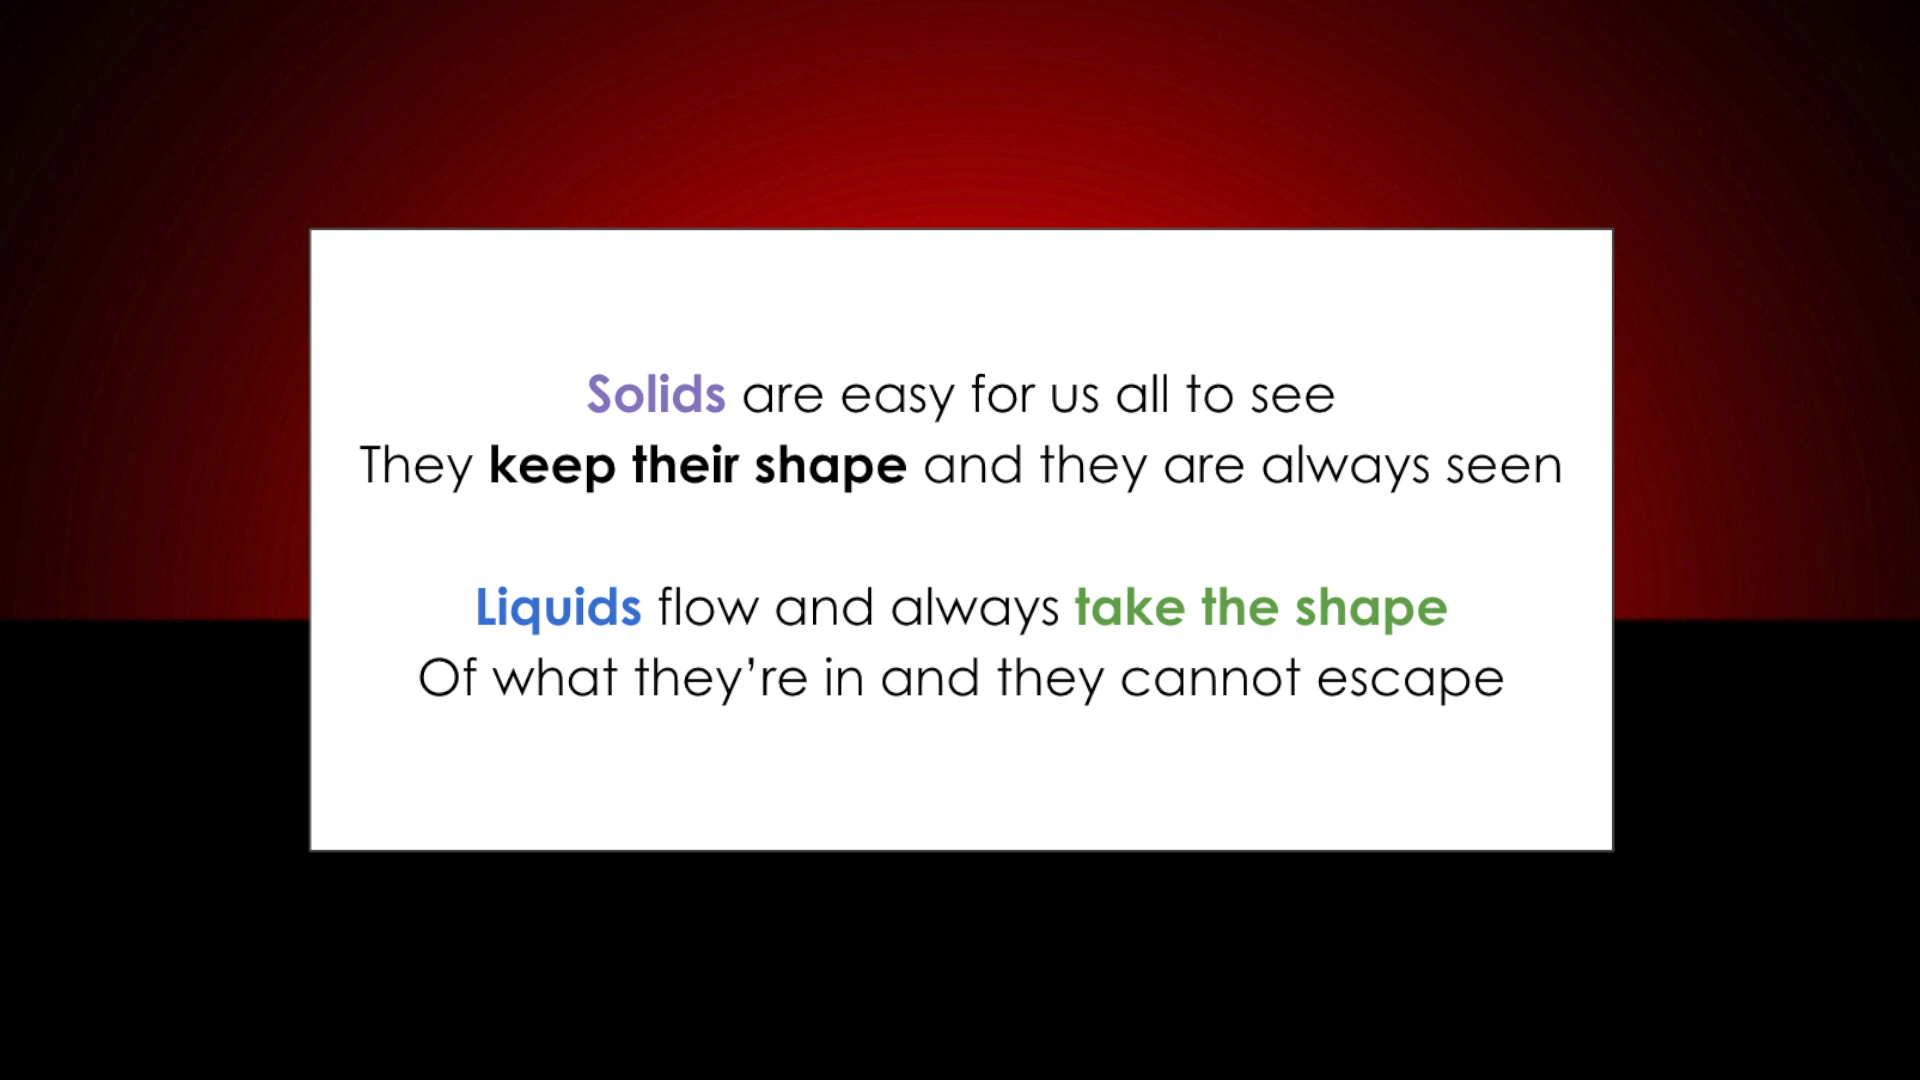 Solids are easy for us all to see
They keep their shape and they are always seen
Liquids flow and always take the shape
Of what they’re in and they cannot escape